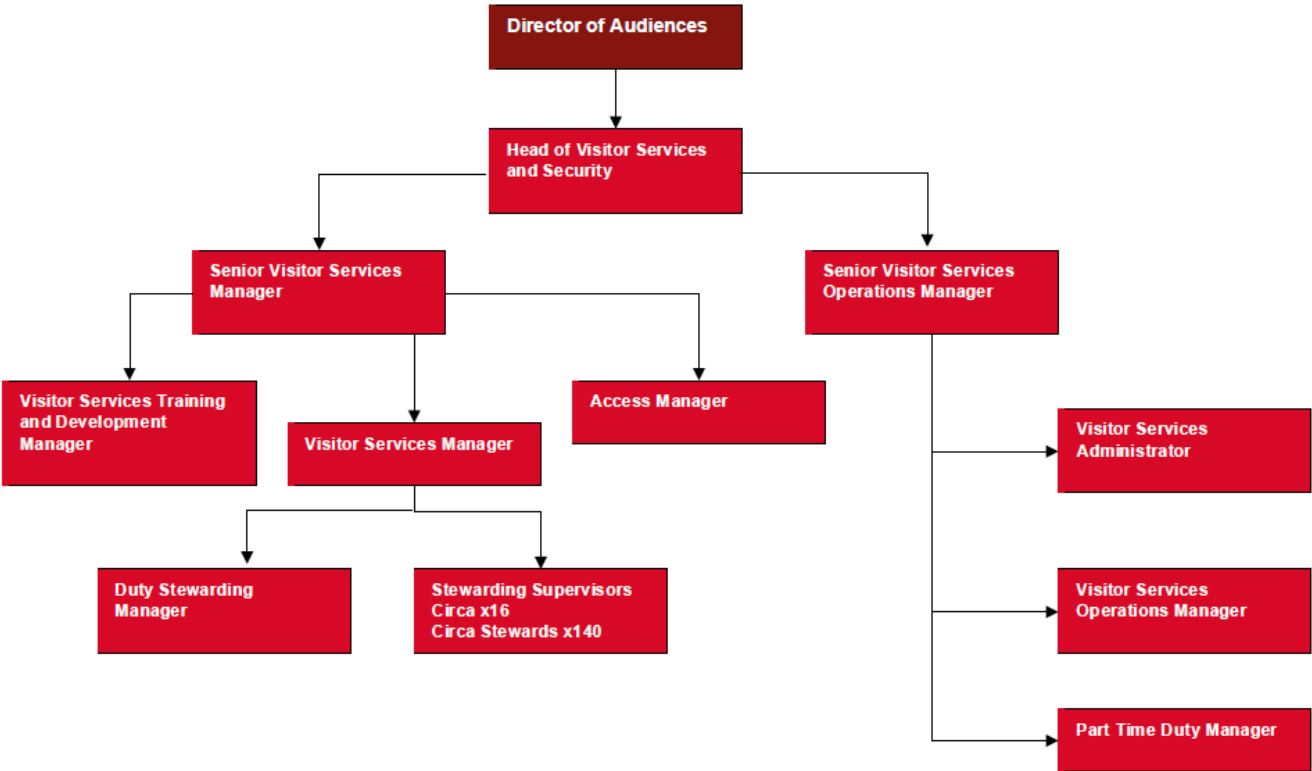 Director of Audiences
Head of Visitor Services
and Security
Senior Visitor Services
Manager
Senior Visitor Services
Operations Manager
Visitor Services Training
and Development
Manager
Visitor Services Manager
Access Manager
Visitor Services
Administrator
Duty Stewarding
Manager
Stewarding Supervisors
Circa x16
Circa Stewards x140
Visitor Services
Operations Manager
Part Time Duty Manager